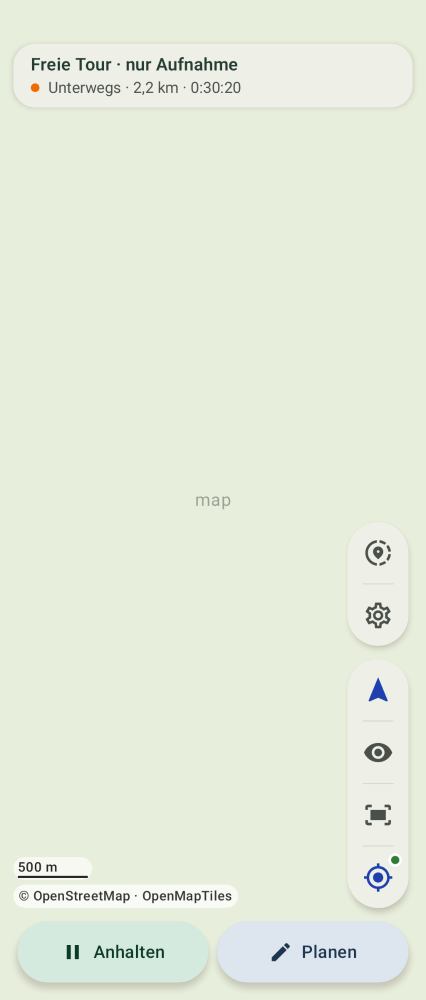 Freie Tour · nur Aufnahme
Unterwegs · 2,2 km · 0:30:20
map
500 m
© OpenStreetMap · OpenMapTiles
Anhalten
Planen